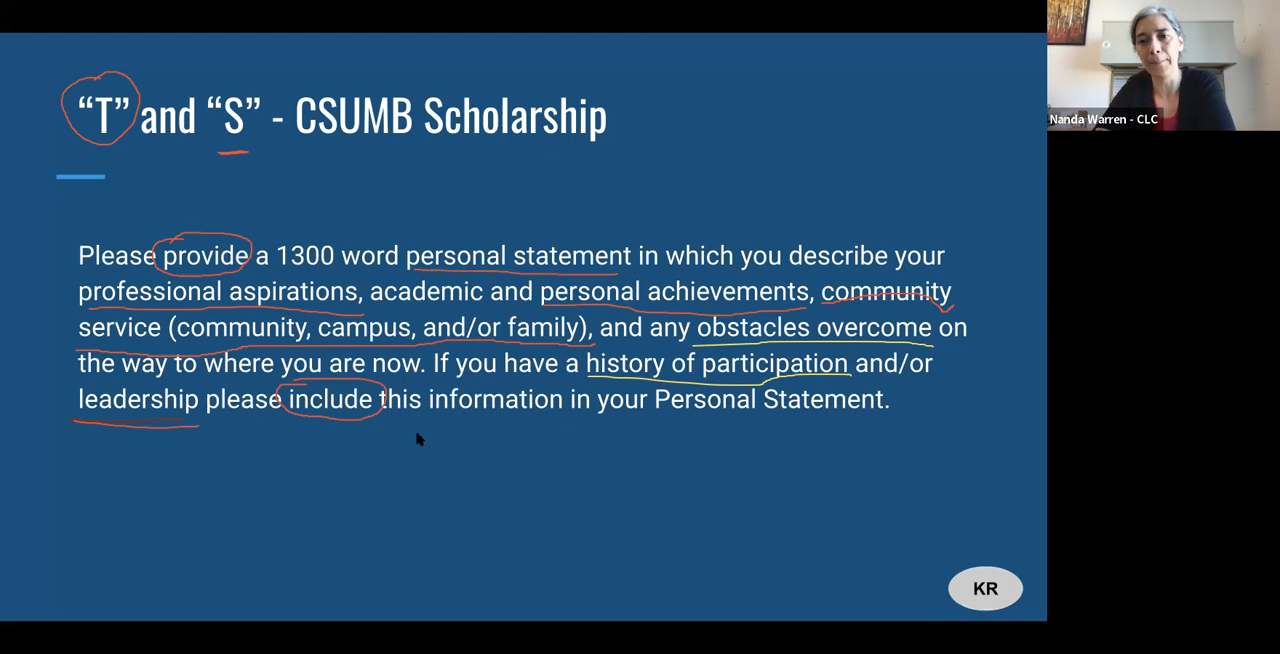 “T” and “S” - CSUMB Scholarship
Nanda Warren - CLC
Please provide a 1300 word personal statement in which you describe your
professional aspirations, academic and personal achievements, community
service (community, campus, and/or family), and any obstacles overcome on
the way to where you are now. If you have a history of participation and/or
leadership please include this information in your Personal Statement.
KR